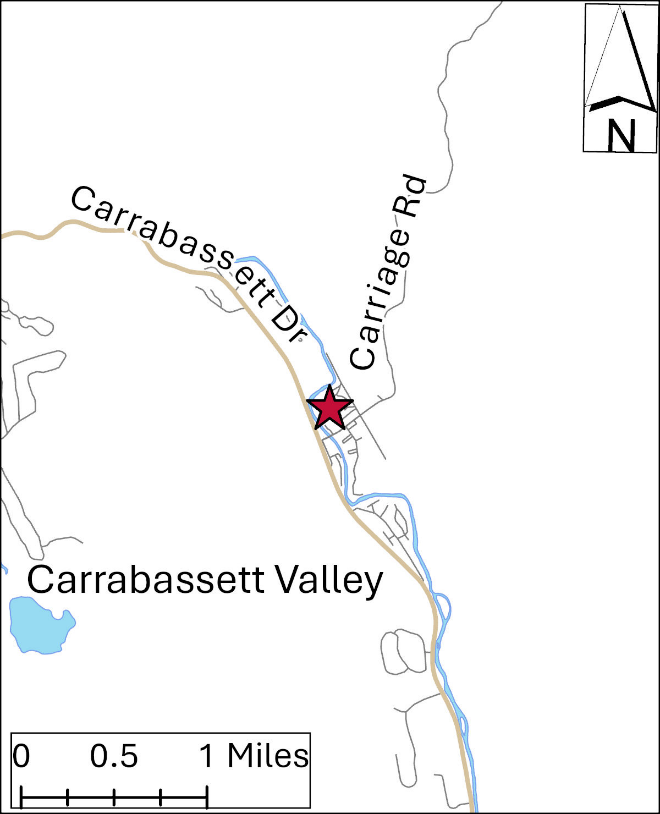 N
Carrabassett Dr
Carriage Rd
Carrabassett Valley
0 0.5 1 Miles